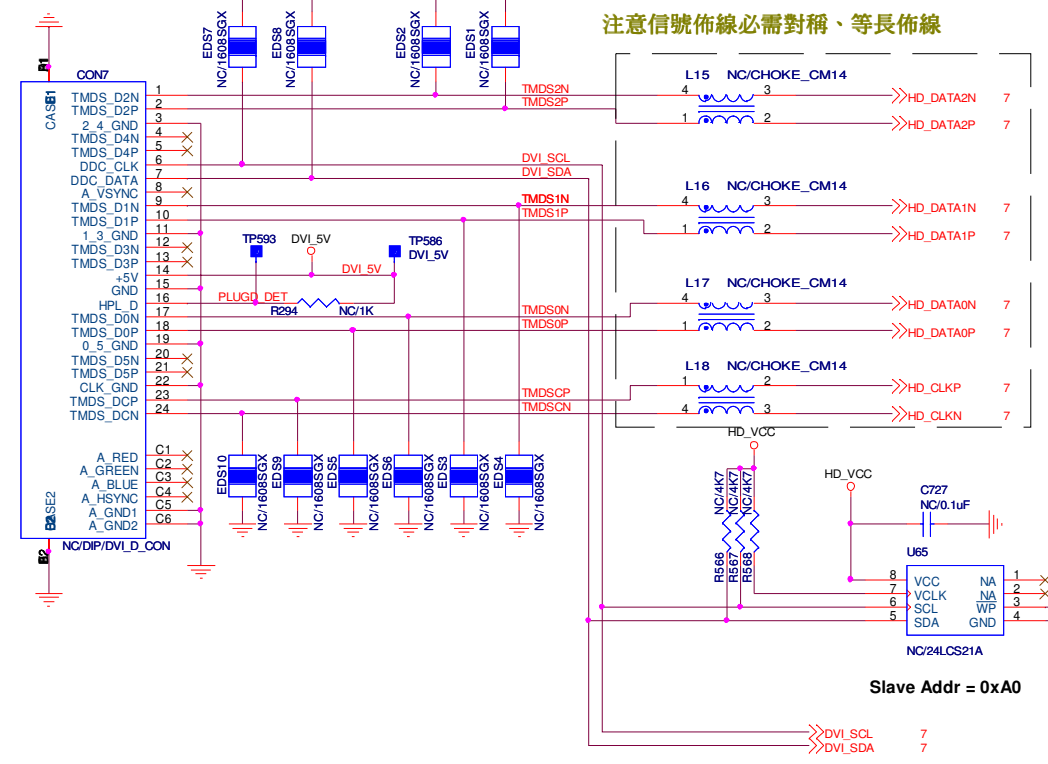 注意信號佈線必需對稱、等長佈線
EDS7 NC/1608SGX
EDS8 NC/1608SGX
EDS2 NC/1608SGX
EDS1 NC/1608SGX
B1
CON7
L15 NC/CHOKE_CM14
TMDS_D2N 1 TMDS2N 4 3 HD_DATA2N 7
TMDS_D2P 2 TMDS2P 1 2 HD_DATA2P 7
2_4_GND 3
TMDS_D4N 4
TMDS_D4P 5
DDC_CLK 6 DVI_SCL
DDC_DATA 7 DVI_SDA
A_VSYNC 8
L16 NC/CHOKE_CM14
TMDS_D1N 9 TMDS1N 4 3 HD_DATA1N 7
TMDS_D1P 10 TMDS1P 1 2 HD_DATA1P 7
1_3_GND 11
TMDS_D3N 12
TMDS_D3P 13
TP593
DVI_5V
TP586
DVI_5V
+5V 14 DVI_5V
GND 15
HPL_D 16 PLUGD_DET
R294 NC/1K
L17 NC/CHOKE_CM14
TMDS_D0N 17 TMDS0N 4 3 HD_DATA0N 7
TMDS_D0P 18 TMDS0P 1 2 HD_DATA0P 7
0_5_GND 19
TMDS_D5N 20
TMDS_D5P 21
CLK_GND 22
L18 NC/CHOKE_CM14
TMDS_DCP 23 TMDSCP 1 2 HD_CLKP 7
TMDS_DCN 24 TMDSCN 4 3 HD_CLKN 7
A_RED C1
A_GREEN C2
A_BLUE C3
A_HSYNC C4
A_GND1 C5
A_GND2 C6
B2
NC/DIP/DVI_D_CON
EDS10 NC/1608SGX
EDS9 NC/1608SGX
EDS5 NC/1608SGX
EDS6 NC/1608SGX
EDS3 NC/1608SGX
EDS4 NC/1608SGX
HD_VCC
R566 NC/4K7
R567 NC/4K7
R568 NC/4K7
HD_VCC
C727
NC/0.1uF
U65
8 VCC NA 1
7 VCLK NA 2
6 SCL WP 3
5 SDA GND 4
NC/24LCS21A
Slave Addr = 0xA0
DVI_SCL 7
DVI_SDA 7